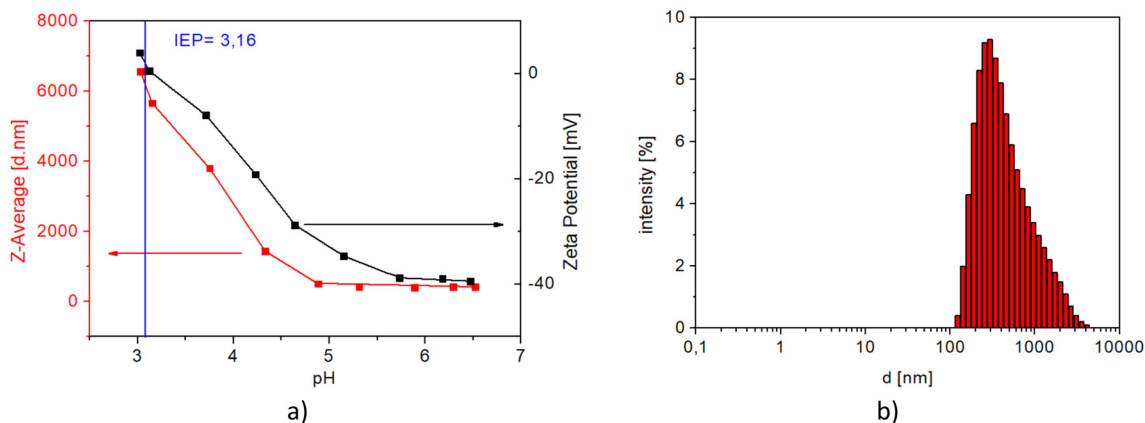 8000
6000
4000
2000
0
Z-Average [d.nm]
IEP= 3,16
0
-20
-40
Zeta Potential [mV]
3 4 5 6 7
pH
a)
10
8
6
4
2
0
intensity [%]
0,1 1 10 100 1000 10000
d [nm]
b)